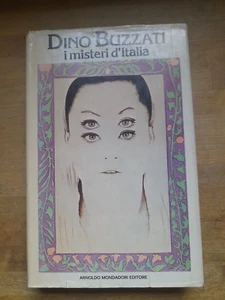 DINO BUZZATI
i misteri d'Italia
ARNOLDO MONDADORI EDITORE